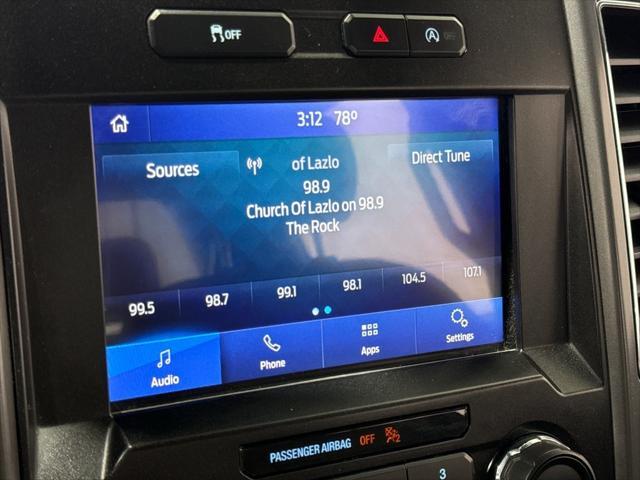 OFF
A OFF
3:12 78°
Sources
of Lazlo
Direct Tune
98.9
Church Of Lazlo on 98.9
The Rock
99.5 98.7 99.1 98.1 104.5 107.1
Audio Phone Apps Settings
PASSENGER AIRBAG OFF 2
3